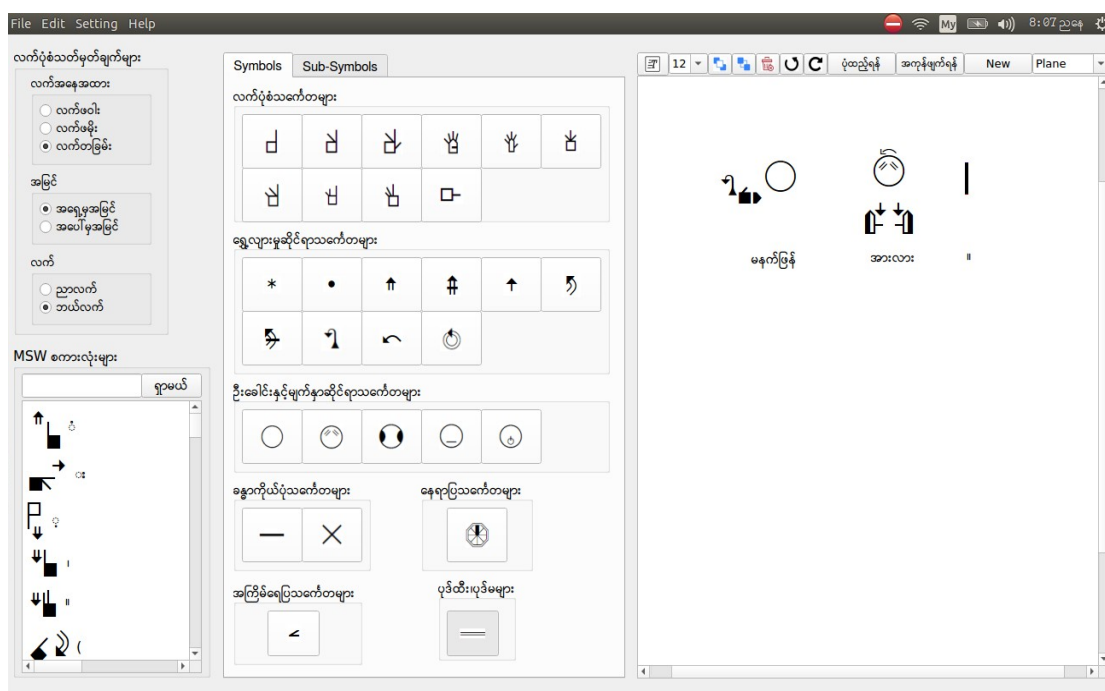 File Edit Setting Help
My 8:07 ညနေ
လက်ပုံစံသတ်မှတ်ချက်များ
လက်အနေအထား
လက်ဖဝါး
လက်ဖမိုး
လက်တခြမ်း
အမြင်
အရှေ့မှအမြင်
အပေါ်မှအမြင်
လက်
ညာလက်
ဘယ်လက်
MSW စကားလုံးများ
ရှာမယ်
ံ
း
့
၊
။
(
Symbols Sub-Symbols
လက်ပုံစံသင်္ကေတများ
ရွေ့လျားမှုဆိုင်ရာသင်္ကေတများ
ဦးခေါင်းနှင့်မျက်နှာဆိုင်ရာသင်္ကေတများ
ခန္ဓာကိုယ်ပုံသင်္ကေတများ
နေရာပြသင်္ကေတများ
အကြိမ်ရေပြသင်္ကေတများ
ပုဒ်ထီး၊ပုဒ်မများ
12 ပုံထည့်ရန် အကုန်ဖျက်ရန် New Plane
မနက်ဖြန် အားလား ။